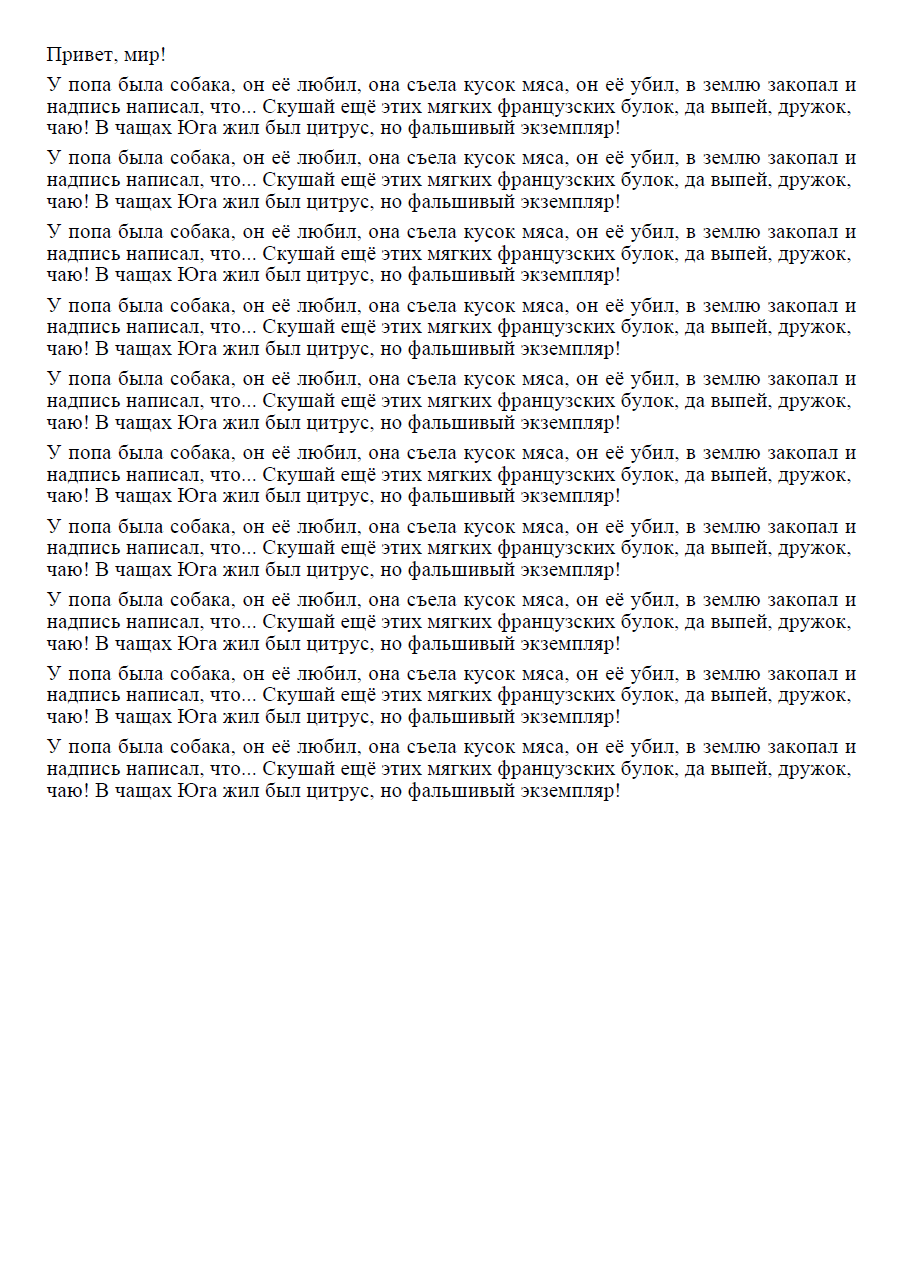 Привет, мир!
У попа была собака, он её любил, она съела кусок мяса, он её убил, в землю закопал и
надпись написал, что... Скушай ещё этих мягких французских булок, да выпей, дружок,
чаю! В чащах Юга жил был цитрус, но фальшивый экземпляр!
У попа была собака, он её любил, она съела кусок мяса, он её убил, в землю закопал и
надпись написал, что... Скушай ещё этих мягких французских булок, да выпей, дружок,
чаю! В чащах Юга жил был цитрус, но фальшивый экземпляр!
У попа была собака, он её любил, она съела кусок мяса, он её убил, в землю закопал и
надпись написал, что... Скушай ещё этих мягких французских булок, да выпей, дружок,
чаю! В чащах Юга жил был цитрус, но фальшивый экземпляр!
У попа была собака, он её любил, она съела кусок мяса, он её убил, в землю закопал и
надпись написал, что... Скушай ещё этих мягких французских булок, да выпей, дружок,
чаю! В чащах Юга жил был цитрус, но фальшивый экземпляр!
У попа была собака, он её любил, она съела кусок мяса, он её убил, в землю закопал и
надпись написал, что... Скушай ещё этих мягких французских булок, да выпей, дружок,
чаю! В чащах Юга жил был цитрус, но фальшивый экземпляр!
У попа была собака, он её любил, она съела кусок мяса, он её убил, в землю закопал и
надпись написал, что... Скушай ещё этих мягких французских булок, да выпей, дружок,
чаю! В чащах Юга жил был цитрус, но фальшивый экземпляр!
У попа была собака, он её любил, она съела кусок мяса, он её убил, в землю закопал и
надпись написал, что... Скушай ещё этих мягких французских булок, да выпей, дружок,
чаю! В чащах Юга жил был цитрус, но фальшивый экземпляр!
У попа была собака, он её любил, она съела кусок мяса, он её убил, в землю закопал и
надпись написал, что... Скушай ещё этих мягких французских булок, да выпей, дружок,
чаю! В чащах Юга жил был цитрус, но фальшивый экземпляр!
У попа была собака, он её любил, она съела кусок мяса, он её убил, в землю закопал и
надпись написал, что... Скушай ещё этих мягких французских булок, да выпей, дружок,
чаю! В чащах Юга жил был цитрус, но фальшивый экземпляр!
У попа была собака, он её любил, она съела кусок мяса, он её убил, в землю закопал и
надпись написал, что... Скушай ещё этих мягких французских булок, да выпей, дружок,
чаю! В чащах Юга жил был цитрус, но фальшивый экземпляр!